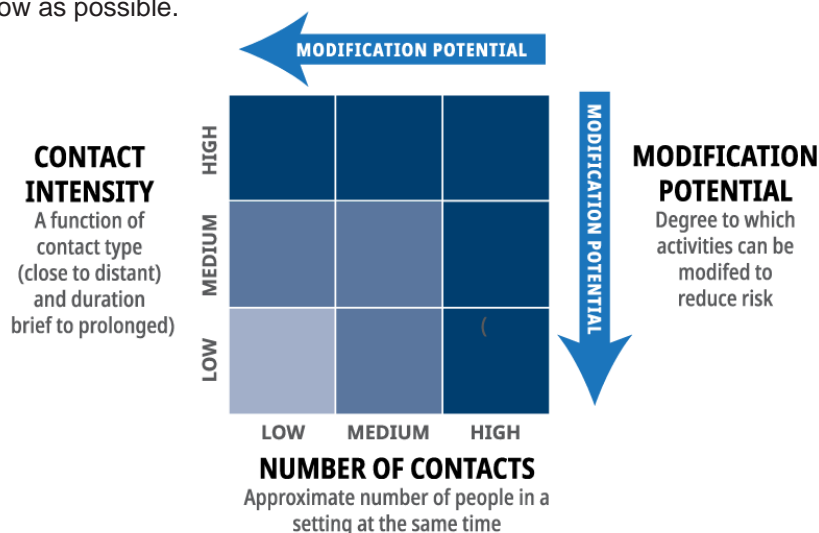 ow as possible.
MODIFICATION POTENTIAL
CONTACT
INTENSITY
A function of
contact type
(close to distant)
and duration
brief to prolonged)
HIGH
MEDIUM
LOW
(
MODIFICATION POTENTIAL
MODIFICATION
POTENTIAL
Degree to which
activities can be
modifed to
reduce risk
LOW MEDIUM HIGH
NUMBER OF CONTACTS
Approximate number of people in a
setting at the same time